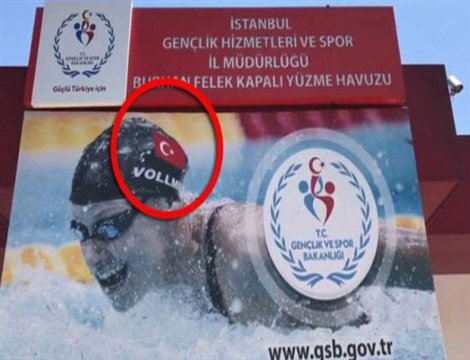 T.C.
GENÇLİK VE SPOR
BAKANLIĞI
Güçlü Türkiye için
İSTANBUL
GENÇLİK HİZMETLERİ VE SPOR
İL MÜDÜRLÜĞÜ
BURHAN FELEK KAPALI YÜZME HAVUZU
T.C.
GENÇLİK VE SPOR
BAKANLIĞI
www.gsb.gov.tr